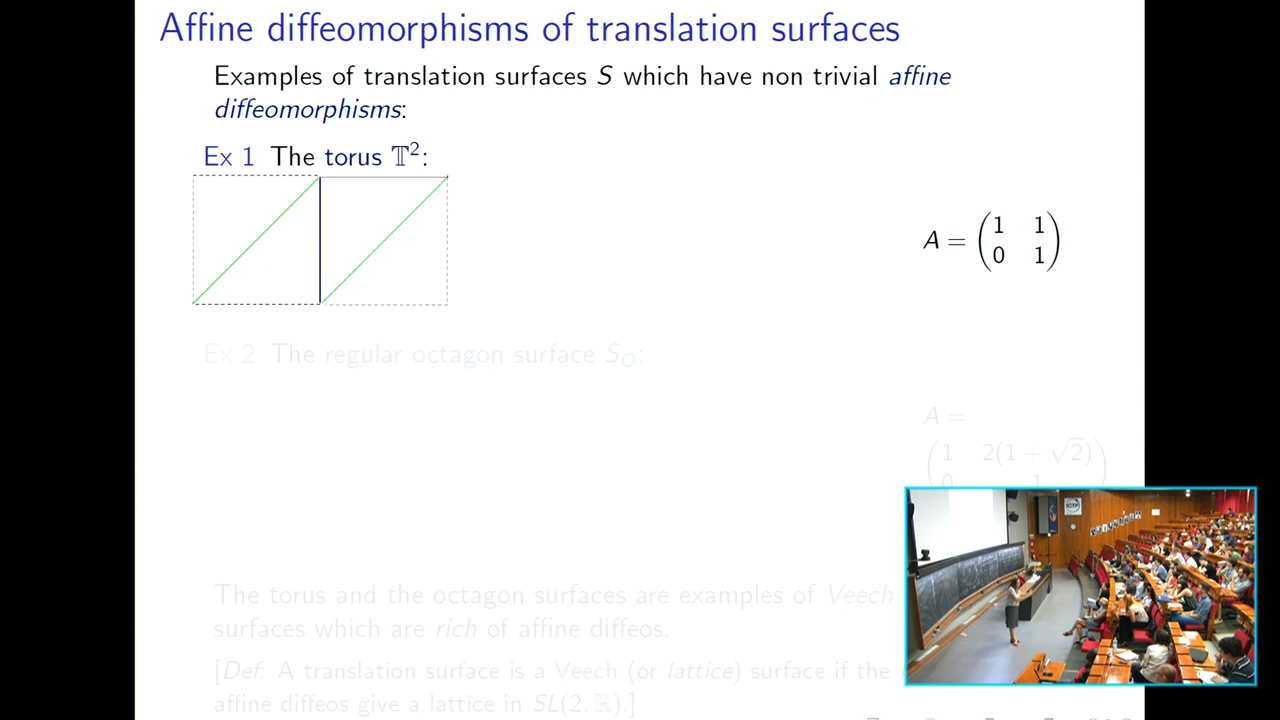 Affine diffeomorphisms of translation surfaces
Examples of translation surfaces S which have non trivial affine
diffeomorphisms:
Ex 1 The torus 𝕋²:
A = (1 1
0 1)
Ex 2 The regular octagon surface S_O:
A =
(1 2(1 + √2)
0 1)
The torus and the octagon surfaces are examples of Veech
surfaces which are rich of affine diffeos.
[Def: A translation surface is a Veech (or lattice) surface if the
affine diffeos give a lattice in SL(2, ℝ).]
ICTP